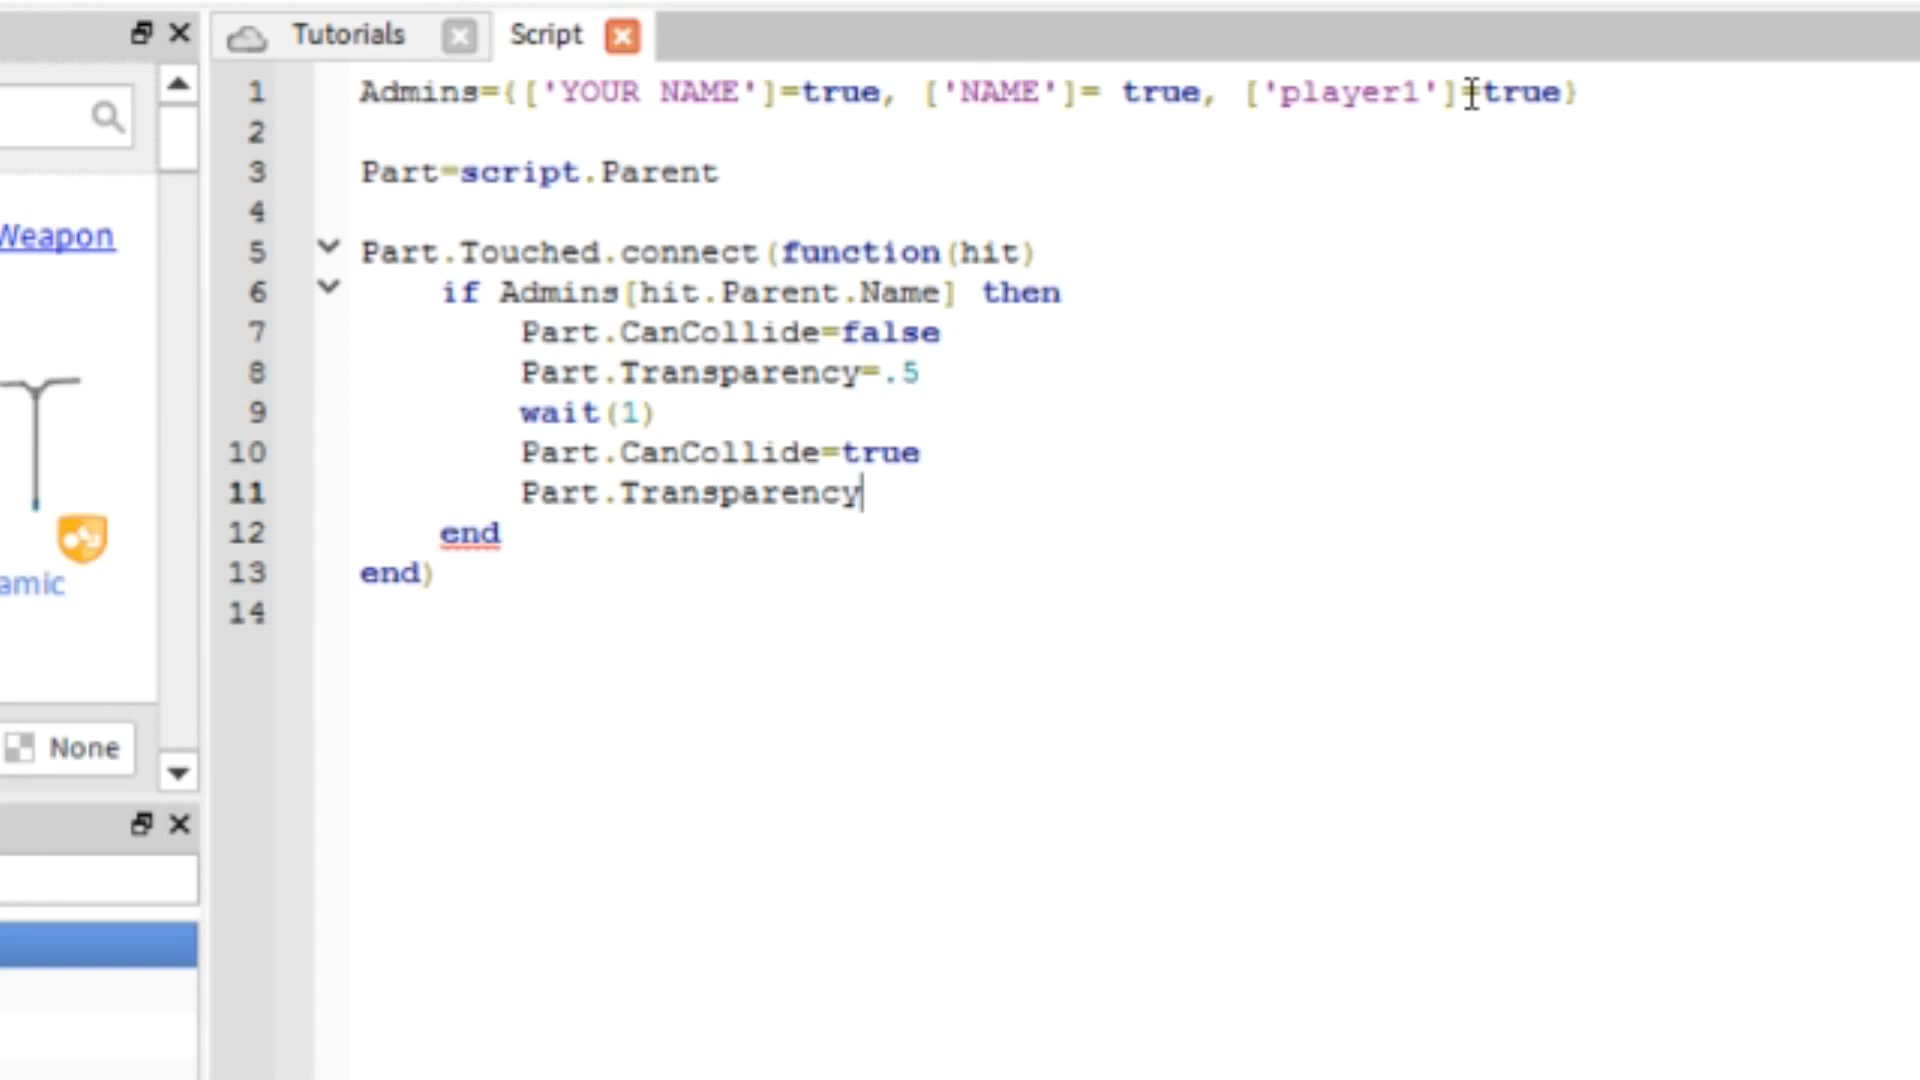 Tutorials
Script
1 Admins={['YOUR NAME']=true, ['NAME']= true, ['player1']=true}
2
3 Part=script.Parent
4
5 Part.Touched.connect(function(hit)
6 if Admins[hit.Parent.Name] then
7 Part.CanCollide=false
8 Part.Transparency=.5
9 wait(1)
10 Part.CanCollide=true
11 Part.Transparency
12 end
13 end)
14
Weapon
amic
None